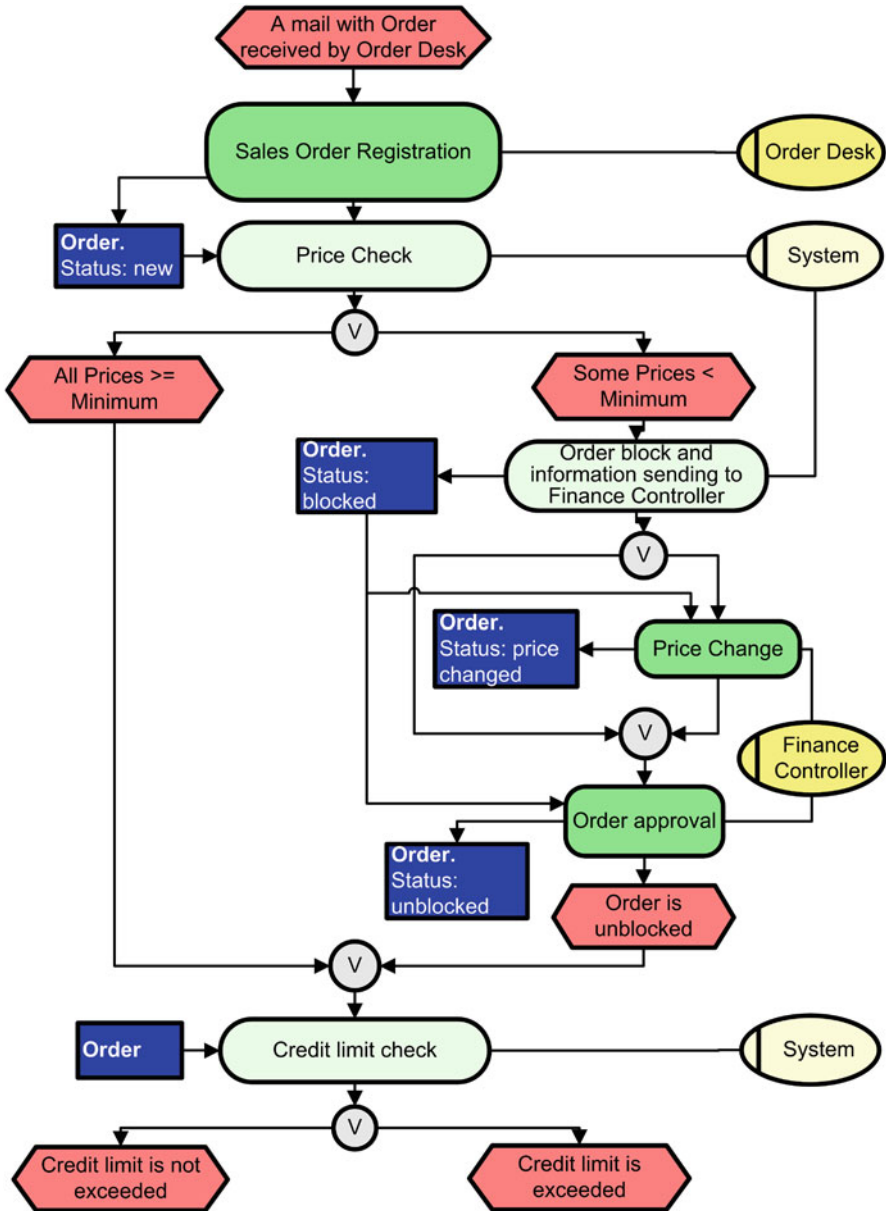 A mail with Order
received by Order Desk
Sales Order Registration
Order Desk
Order.
Status: new
Price Check
System
V
All Prices >=
Minimum
Some Prices <
Minimum
Order.
Status:
blocked
Order block and
information sending to
Finance Controller
V
Order.
Status: price
changed
Price Change
V
Finance
Controller
Order approval
Order.
Status:
unblocked
Order is
unblocked
V
Order
Credit limit check
System
V
Credit limit is not
exceeded
Credit limit is
exceeded